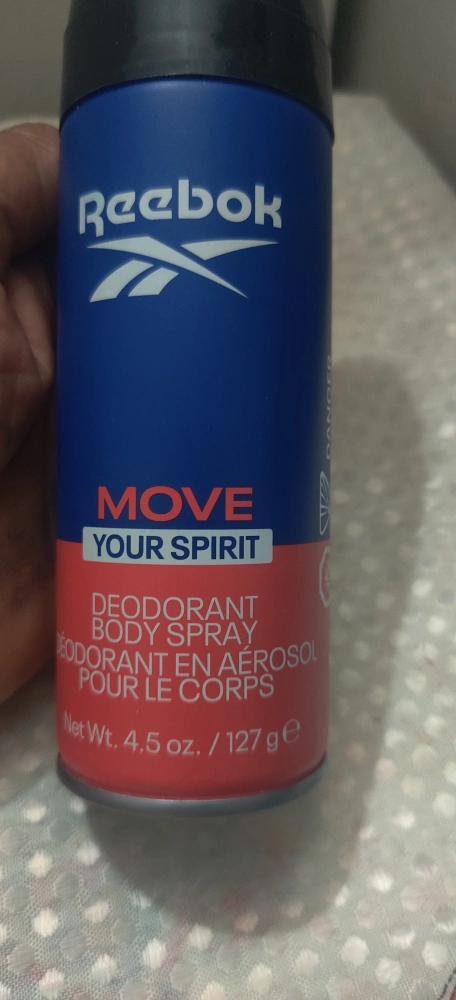 Reebok
MOVE
YOUR SPIRIT
DEODORANT
BODY SPRAY
DÉODORANT EN AÉROSOL
POUR LE CORPS
Net Wt. 4.5 oz. / 127 g e
DANGER